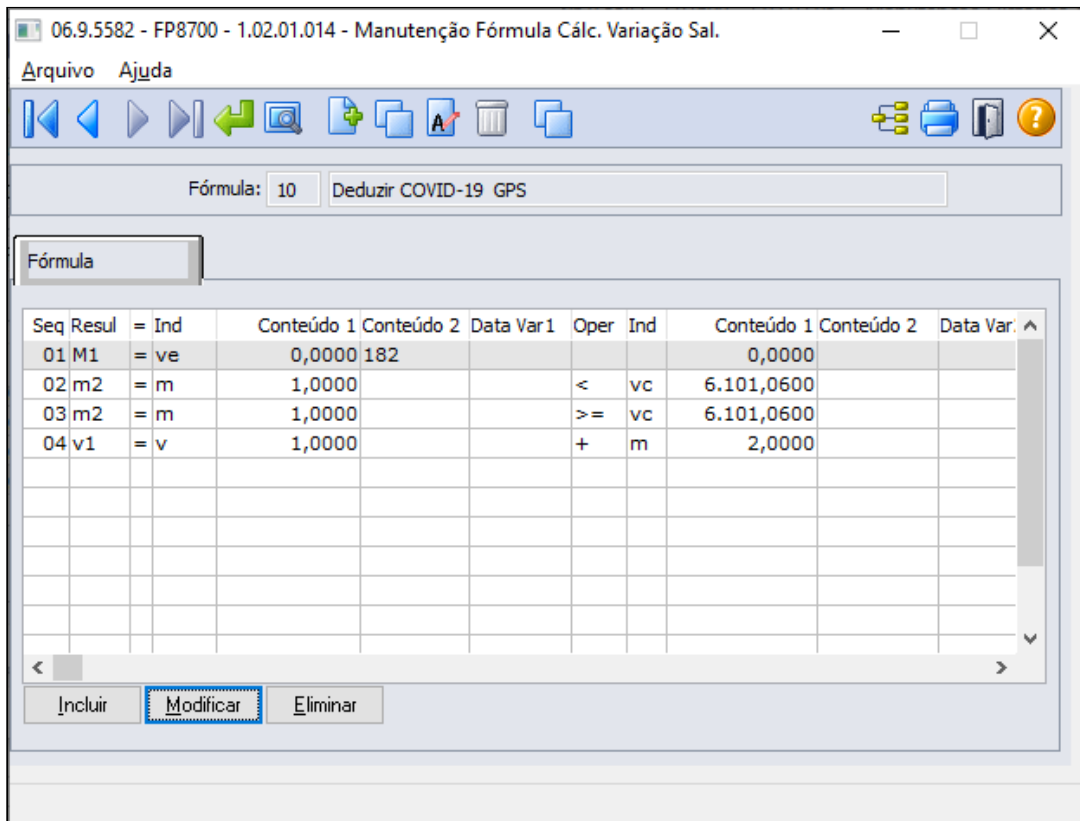 06.9.5582 - FP8700 - 1.02.01.014 - Manutenção Fórmula Cálc. Variação Sal.
Arquivo Ajuda
Fórmula: 10 Deduzir COVID-19 GPS
Fórmula
Seq Resul = Ind Conteúdo 1 Conteúdo 2 Data Var1 Oper Ind Conteúdo 1 Conteúdo 2 Data Var
01 M1 = ve 0,0000 182 0,0000
02 m2 = m 1,0000 < vc 6.101,0600
03 m2 = m 1,0000 >= vc 6.101,0600
04 v1 = v 1,0000 + m 2,0000
Incluir Modificar Eliminar